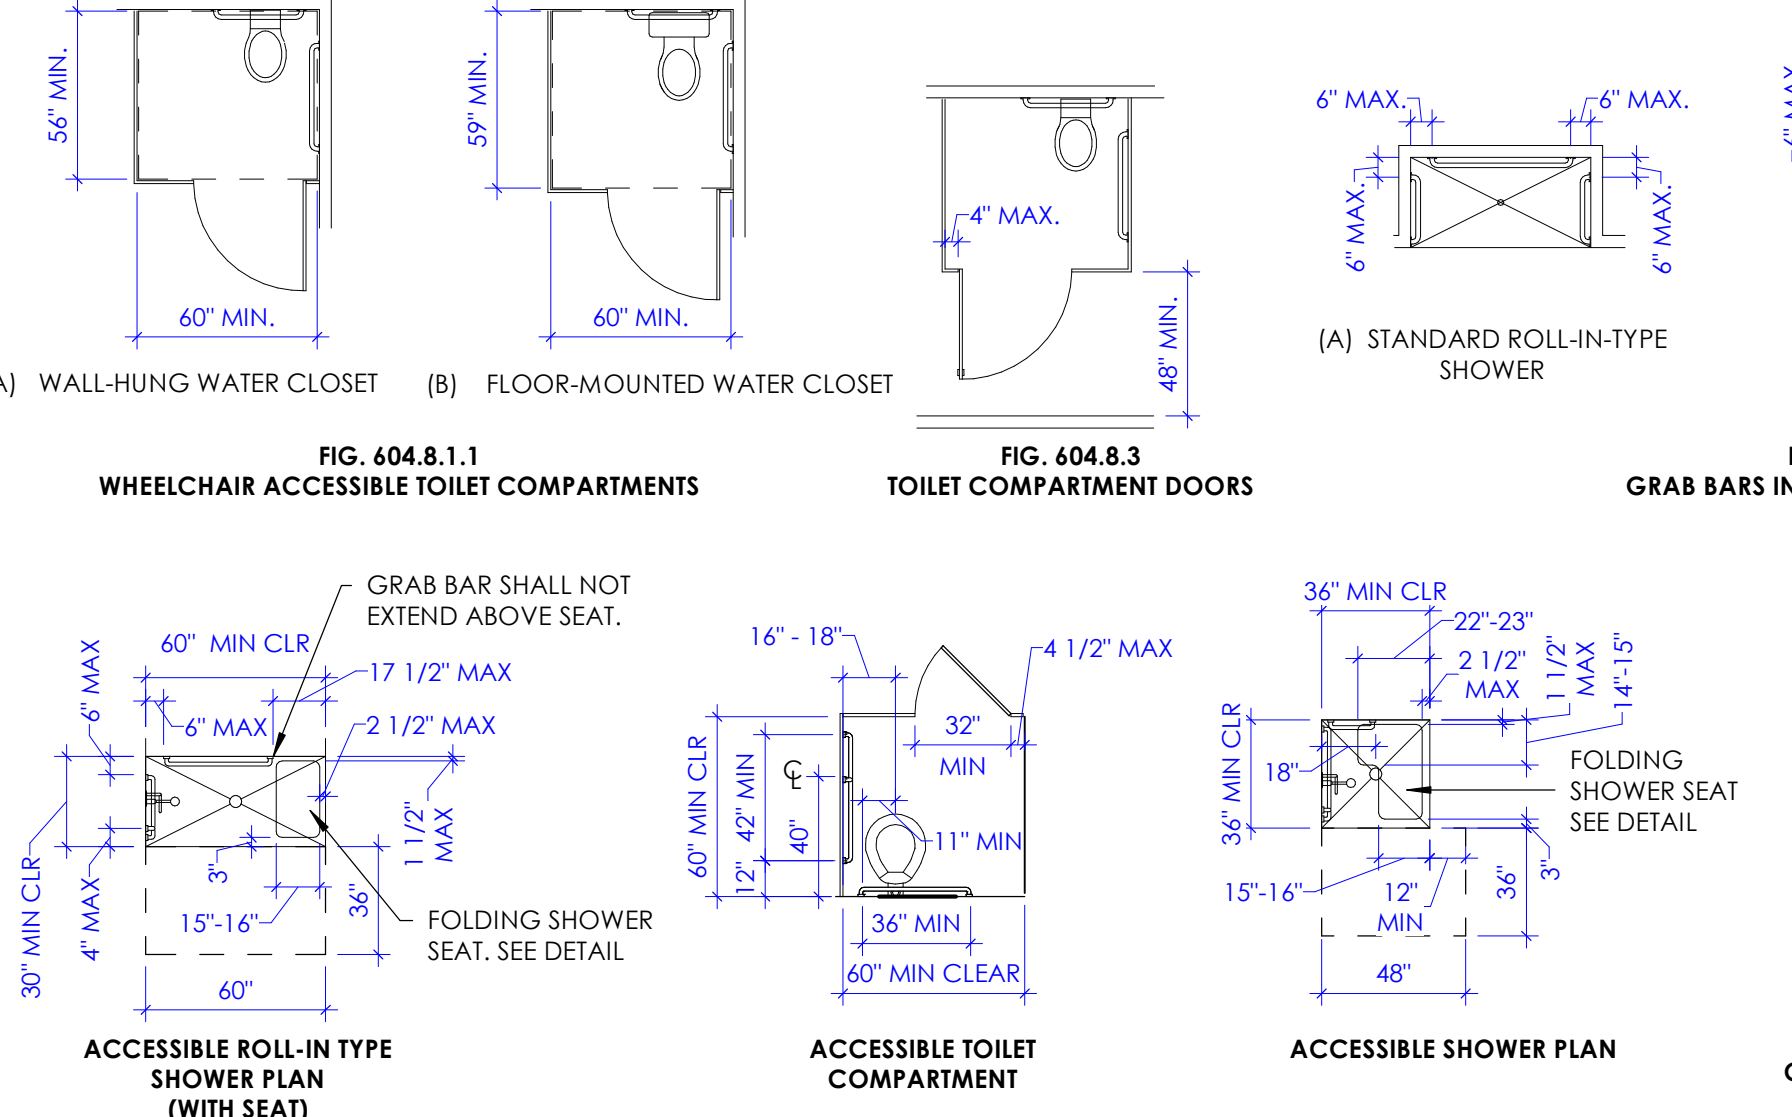 56" MIN.
60" MIN.
A) WALL-HUNG WATER CLOSET
59" MIN.
60" MIN.
(B) FLOOR-MOUNTED WATER CLOSET
FIG. 604.8.1.1
WHEELCHAIR ACCESSIBLE TOILET COMPARTMENTS
4" MAX.
48" MIN.
FIG. 604.8.3
TOILET COMPARTMENT DOORS
6" MAX.
6" MAX.
6" MAX.
6" MAX.
(A) STANDARD ROLL-IN-TYPE
SHOWER
6" MAX
GRAB BARS IN
GRAB BAR SHALL NOT
EXTEND ABOVE SEAT.
60" MIN CLR
17 1/2" MAX
6" MAX
6" MAX
2 1/2" MAX
1 1/2"
MAX
30" MIN CLR
4" MAX
3"
15"-16"
36"
FOLDING SHOWER
SEAT. SEE DETAIL
60"
ACCESSIBLE ROLL-IN TYPE
SHOWER PLAN
(WITH SEAT)
16" - 18"
4 1/2" MAX
32"
MIN
60" MIN CLR
42" MIN
12"
CL
40"
11" MIN
36" MIN
60" MIN CLEAR
ACCESSIBLE TOILET
COMPARTMENT
36" MIN CLR
22"-23"
2 1/2"
MAX
1 1/2"
MAX
14"-15"
36" MIN CLR
18"
FOLDING
SHOWER SEAT
SEE DETAIL
15"-16"
12"
MIN
36"
3"
48"
ACCESSIBLE SHOWER PLAN